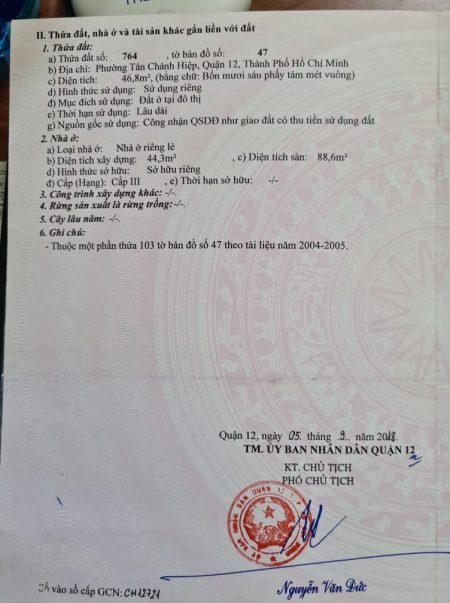 II. Thửa đất, nhà ở và tài sản khác gắn liền với đất
1. Thửa đất:
a) Thửa đất số: 764, tờ bản đồ số: 47
b) Địa chỉ: Phường Tân Chánh Hiệp, Quận 12, Thành Phố Hồ Chí Minh
c) Diện tích: 46,8m², (bằng chữ: Bốn mươi sáu phẩy tám mét vuông)
d) Hình thức sử dụng: Sử dụng riêng
đ) Mục đích sử dụng: Đất ở tại đô thị
e) Thời hạn sử dụng: Lâu dài
g) Nguồn gốc sử dụng: Công nhận QSDĐ như giao đất có thu tiền sử dụng đất
2. Nhà ở:
a) Loại nhà ở: Nhà ở riêng lẻ
b) Diện tích xây dựng: 44,3m², c) Diện tích sàn: 88,6m²
d) Hình thức sở hữu: Sở hữu riêng
đ) Cấp (Hạng): Cấp III, e) Thời hạn sở hữu: -/-
3. Công trình xây dựng khác: -/-
4. Rừng sản xuất là rừng trồng: -/-.
5. Cây lâu năm: -/-.
6. Ghi chú:
- Thuộc một phần thửa 103 tờ bản đồ số 47 theo tài liệu năm 2004-2005.
Quận 12, ngày 05 tháng 9 năm 2018
TM. ỦY BAN NHÂN DÂN QUẬN 12
KT. CHỦ TỊCH
PHÓ CHỦ TỊCH
Nguyễn Văn Đức
Số vào sổ cấp GCN: CH12721